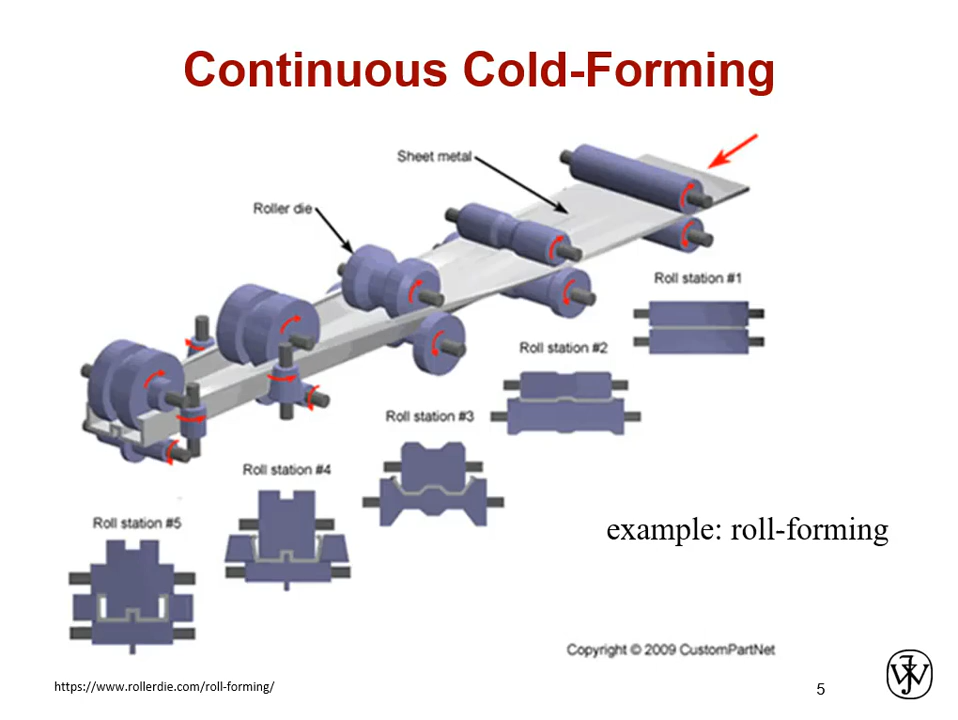 Continuous Cold-Forming
Sheet metal
Roller die
Roll station #1
Roll station #2
Roll station #3
Roll station #4
Roll station #5
example: roll-forming
Copyright © 2009 CustomPartNet
https://www.rollerdie.com/roll-forming/
5